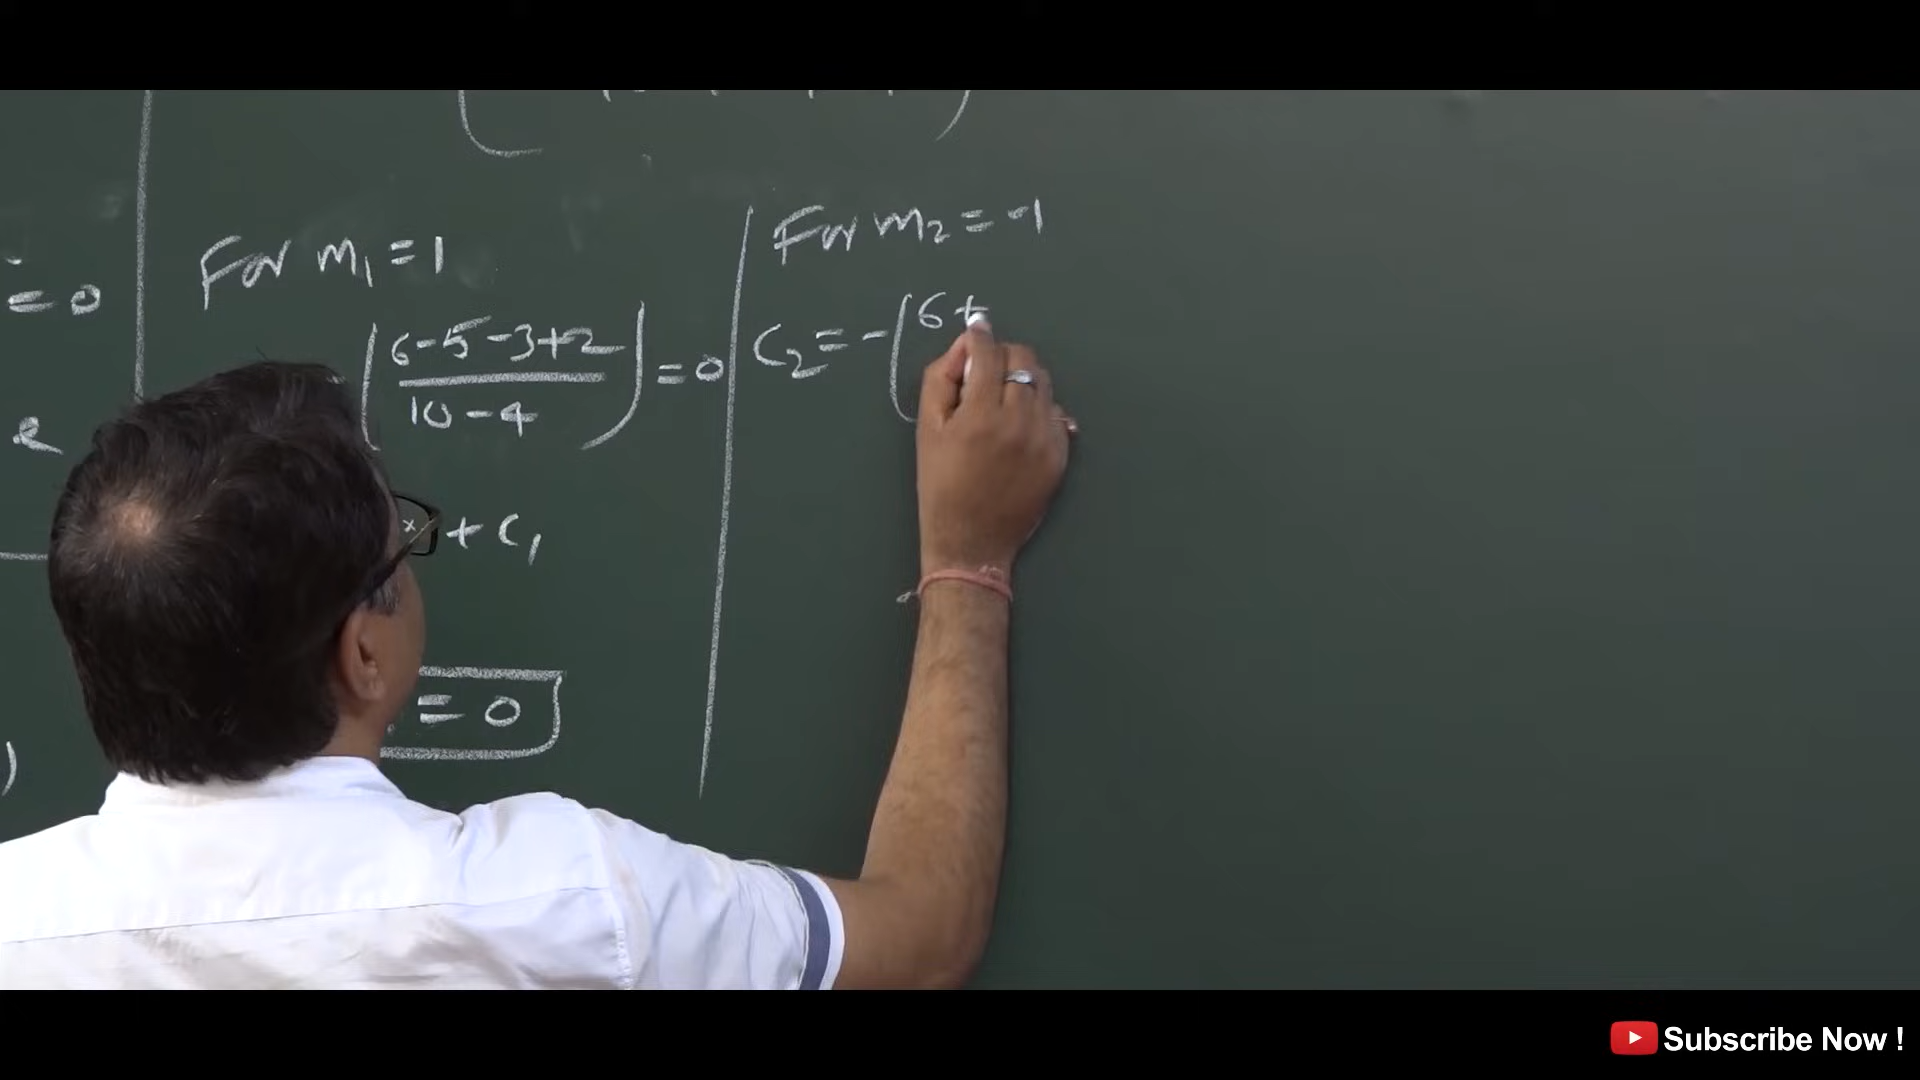 = 0
e
)
For m₁ = 1
(6-5-3+2 / 10-4) = 0
+ C₁
= 0
For m₂ = -1
C₂ = -(6+
Subscribe Now !